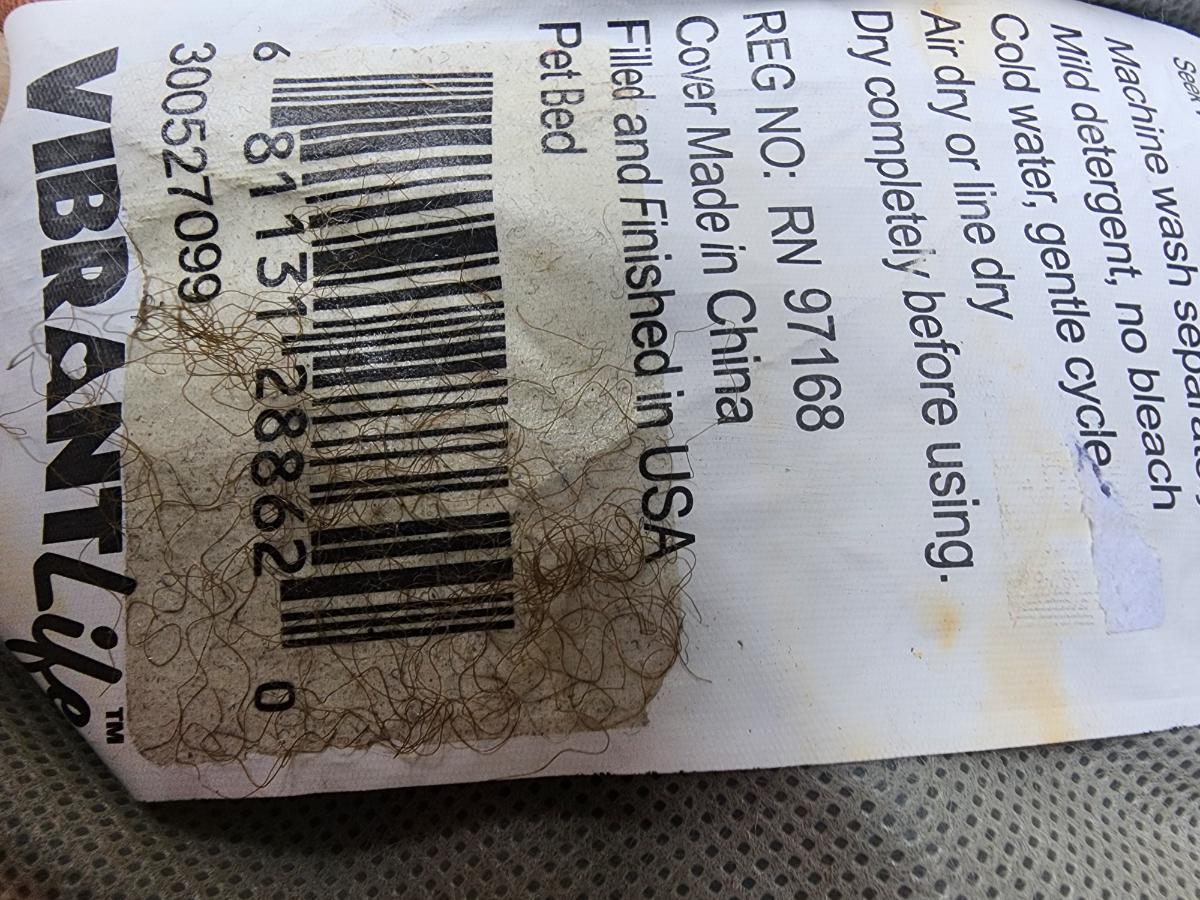 Machine wash
Mild detergent, no bleach
Cold water, gentle cycle
Air dry or line dry
Dry completely before using.
REG NO: RN 97168
Cover Made in China
Filled and Finished in USA
Pet Bed
6 81131 28862 0
300527099
VIBRANT Life™